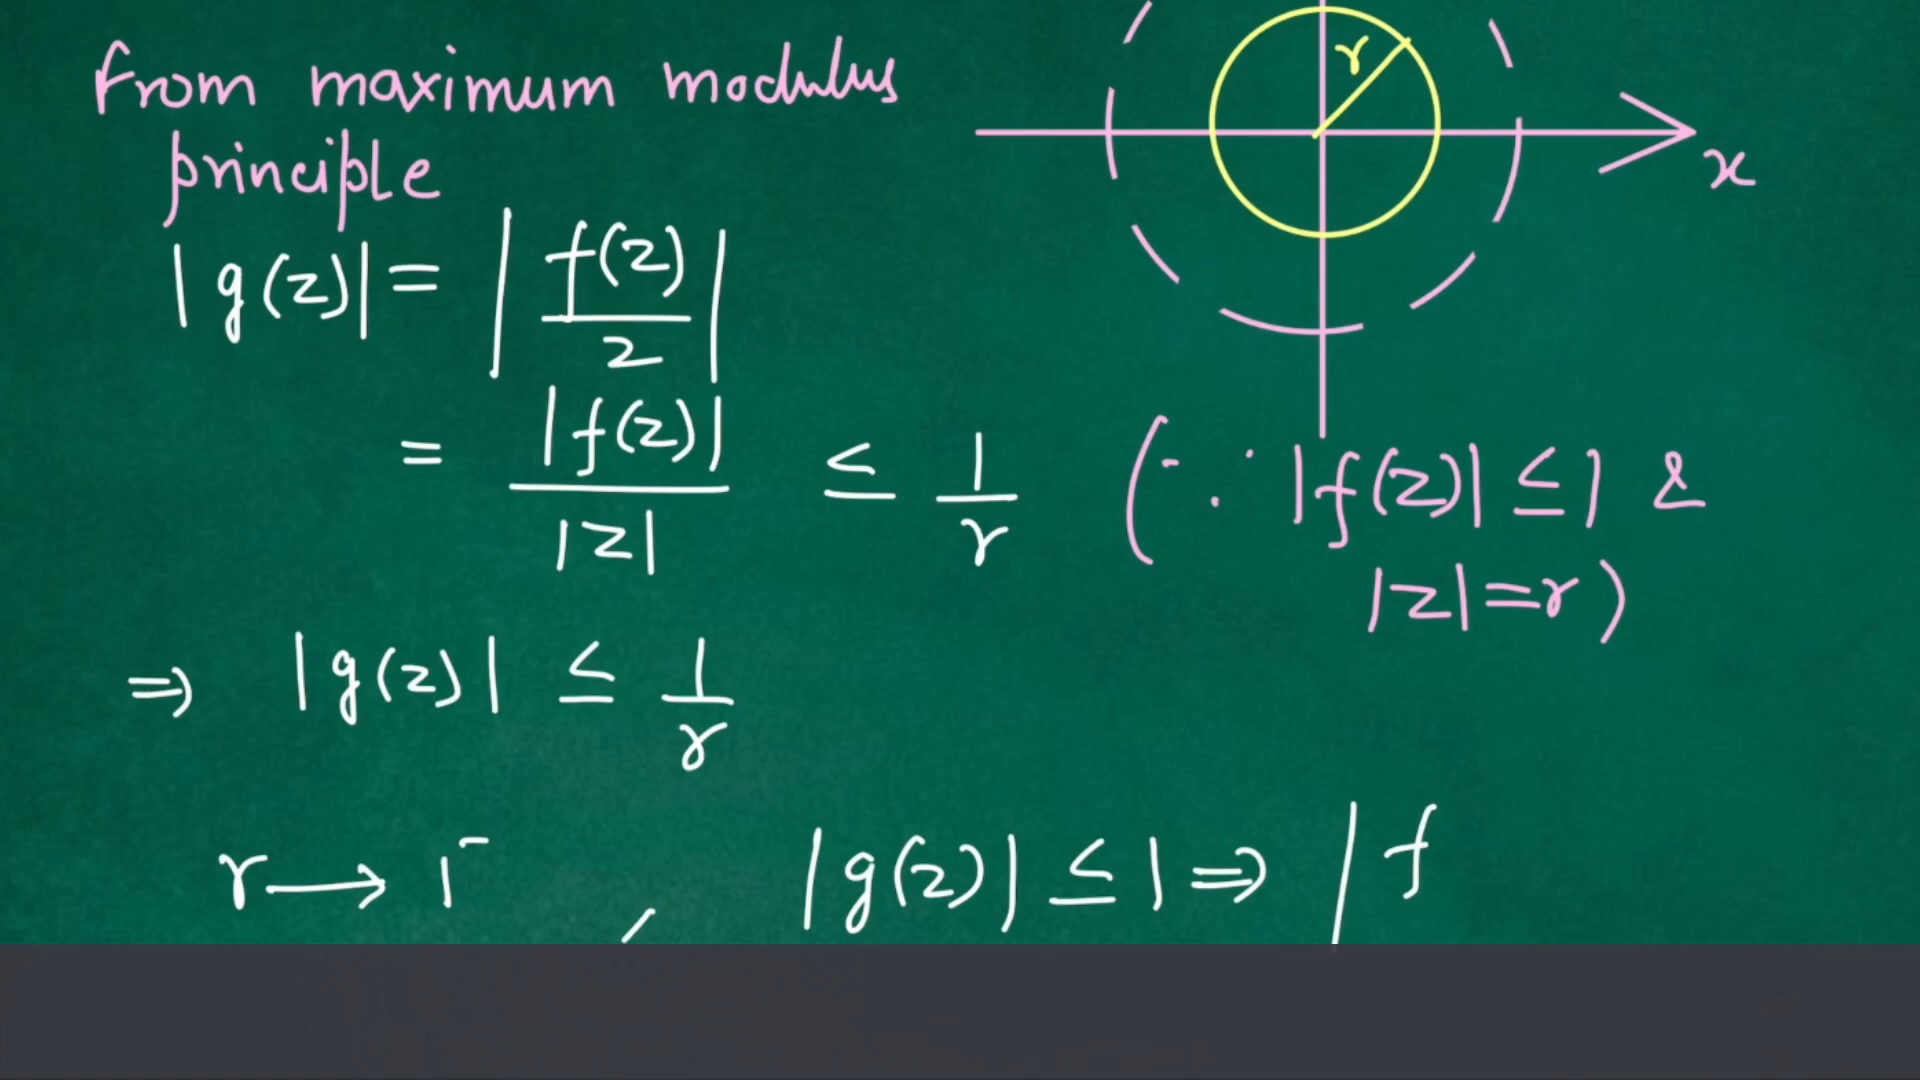 from maximum modulus
principle
|g(z)| = |f(z)/z|
= |f(z)|/|z| ≤ 1/r (∵ |f(z)| ≤ 1 &
|z| = r)
⇒ |g(z)| ≤ 1/r
r → 1⁻ , |g(z)| ≤ 1 ⇒ |f
r
x